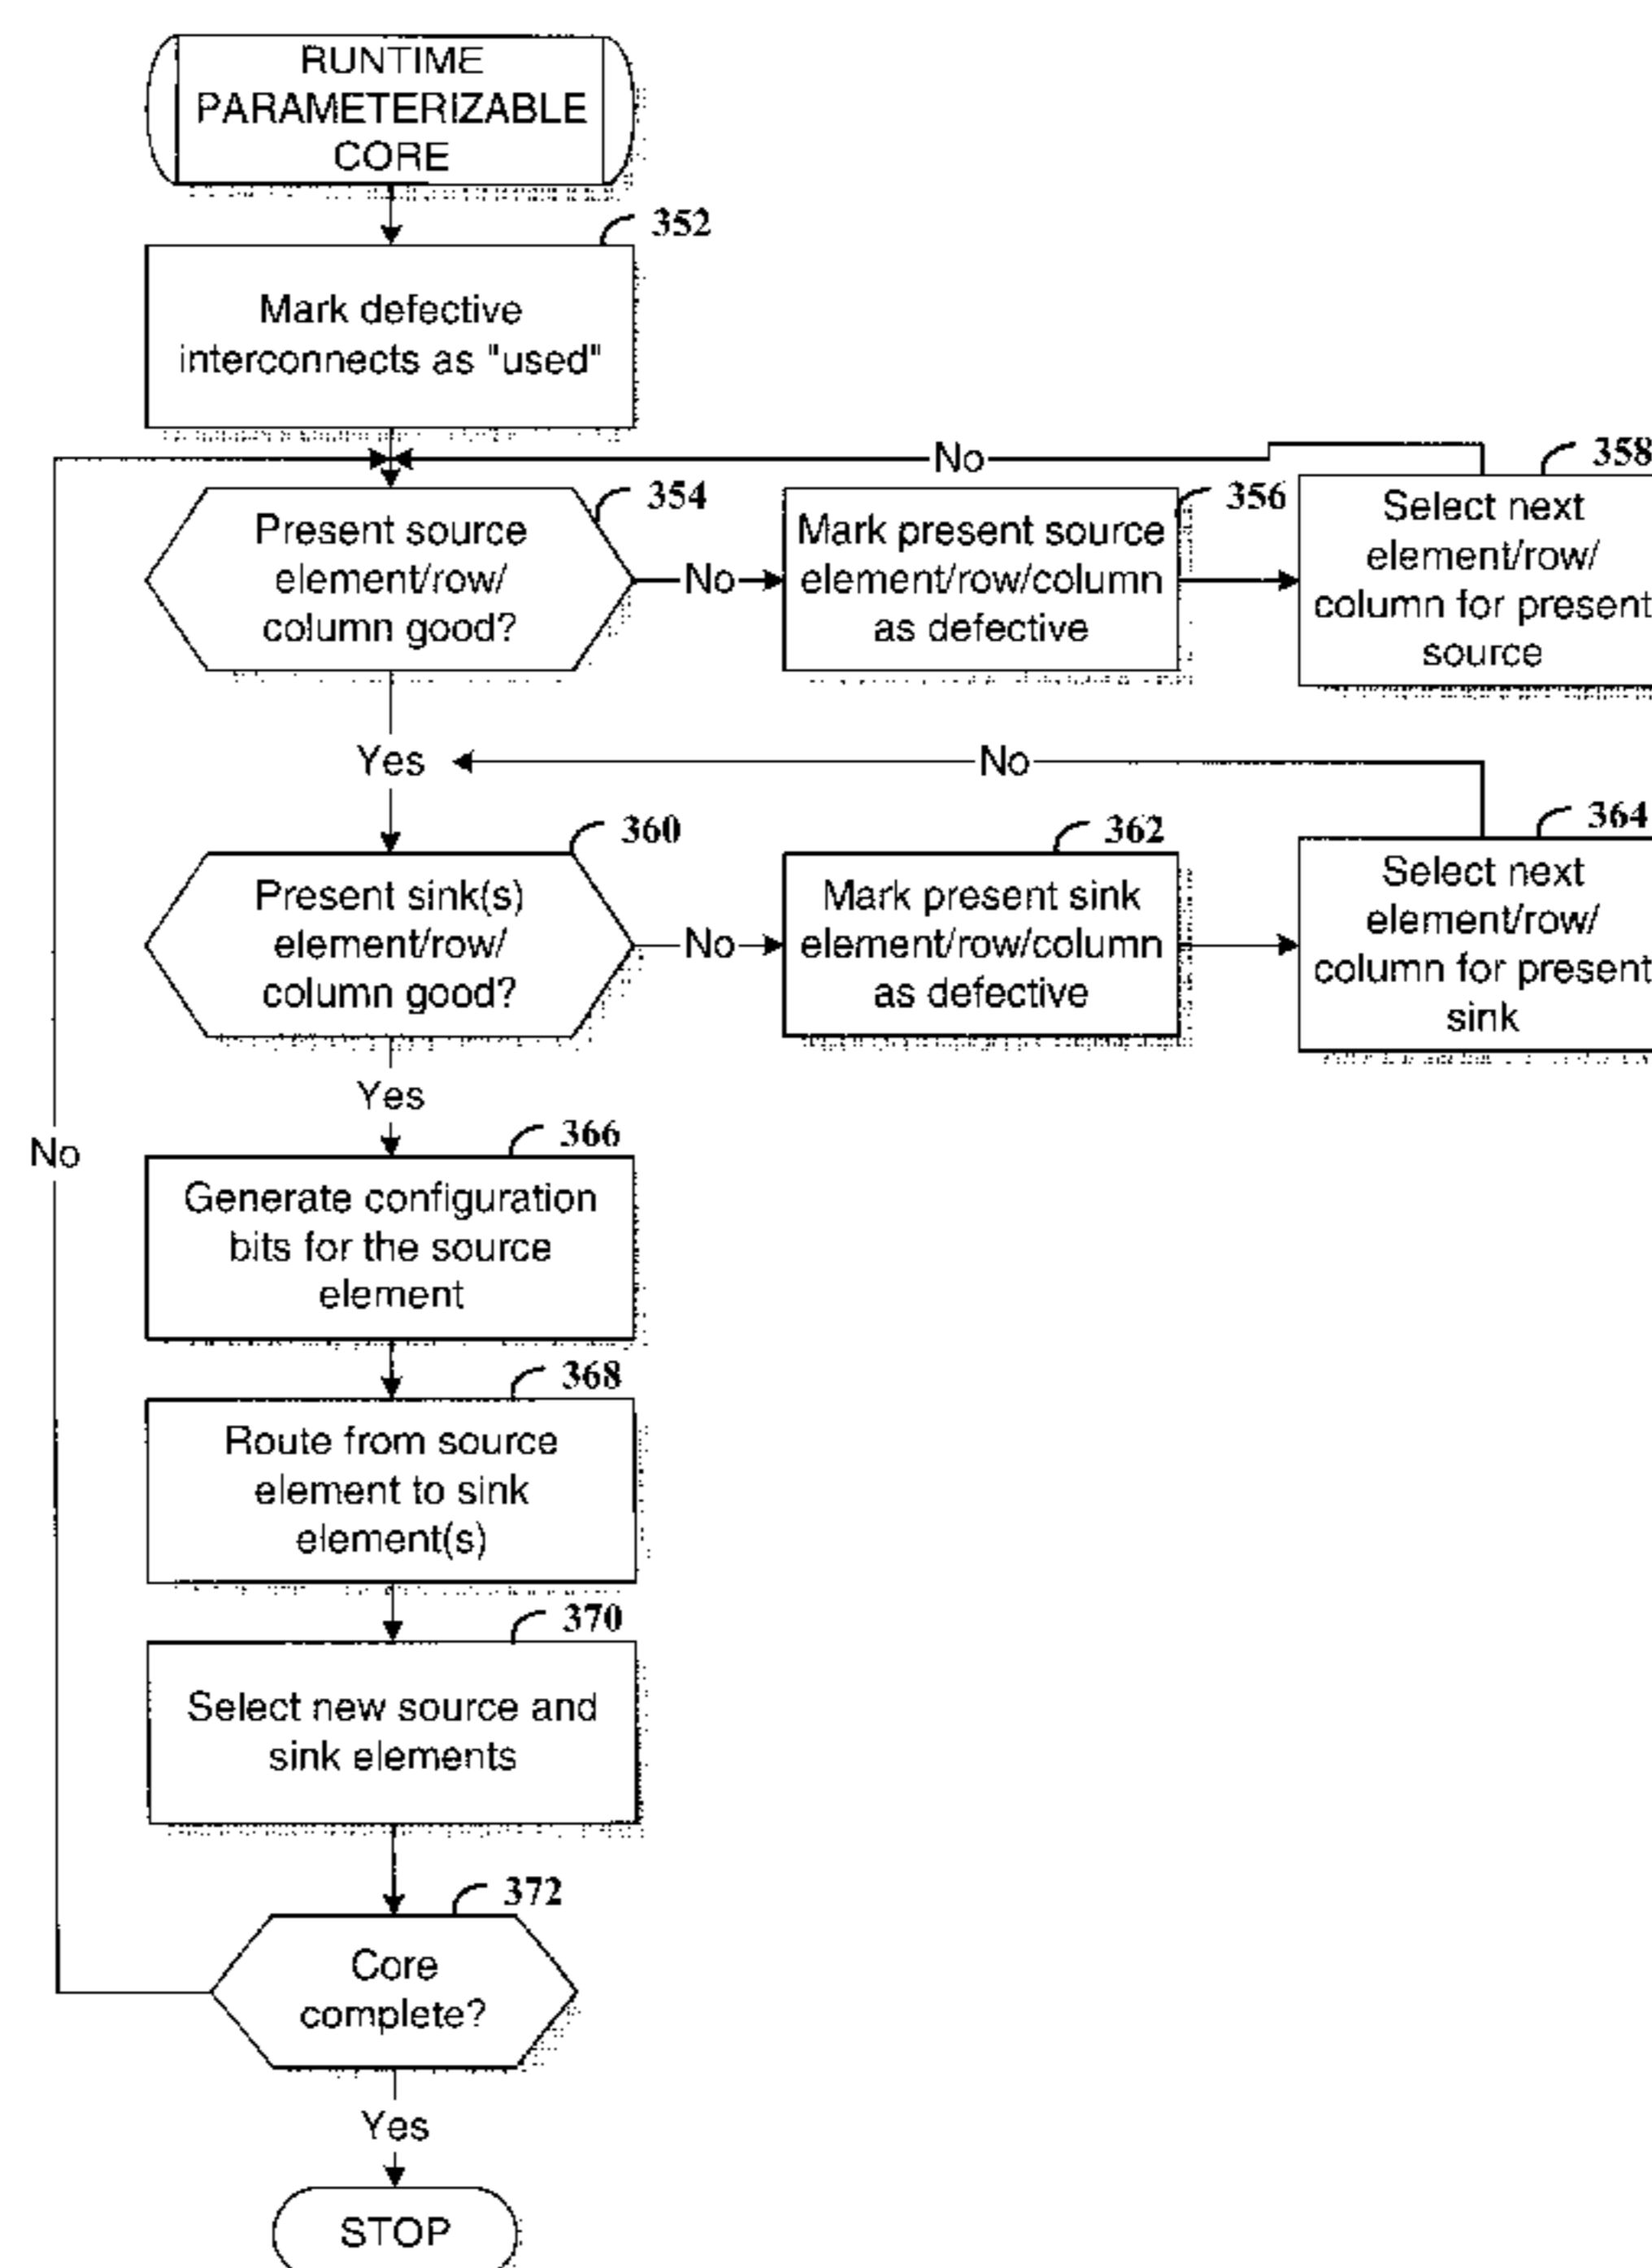 RUNTIME
PARAMETERIZABLE
CORE
352
Mark defective
interconnects as "used"
No
358
354
Present source
element/row/
column good?
No
356
Mark present source
element/row/column
as defective
Select next
element/row/
column for present
source
Yes
No
360
Present sink(s)
element/row/
column good?
No
362
Mark present sink
element/row/column
as defective
364
Select next
element/row/
column for present
sink
Yes
No
366
Generate configuration
bits for the source
element
368
Route from source
element to sink
element(s)
370
Select new source and
sink elements
372
Core
complete?
Yes
STOP